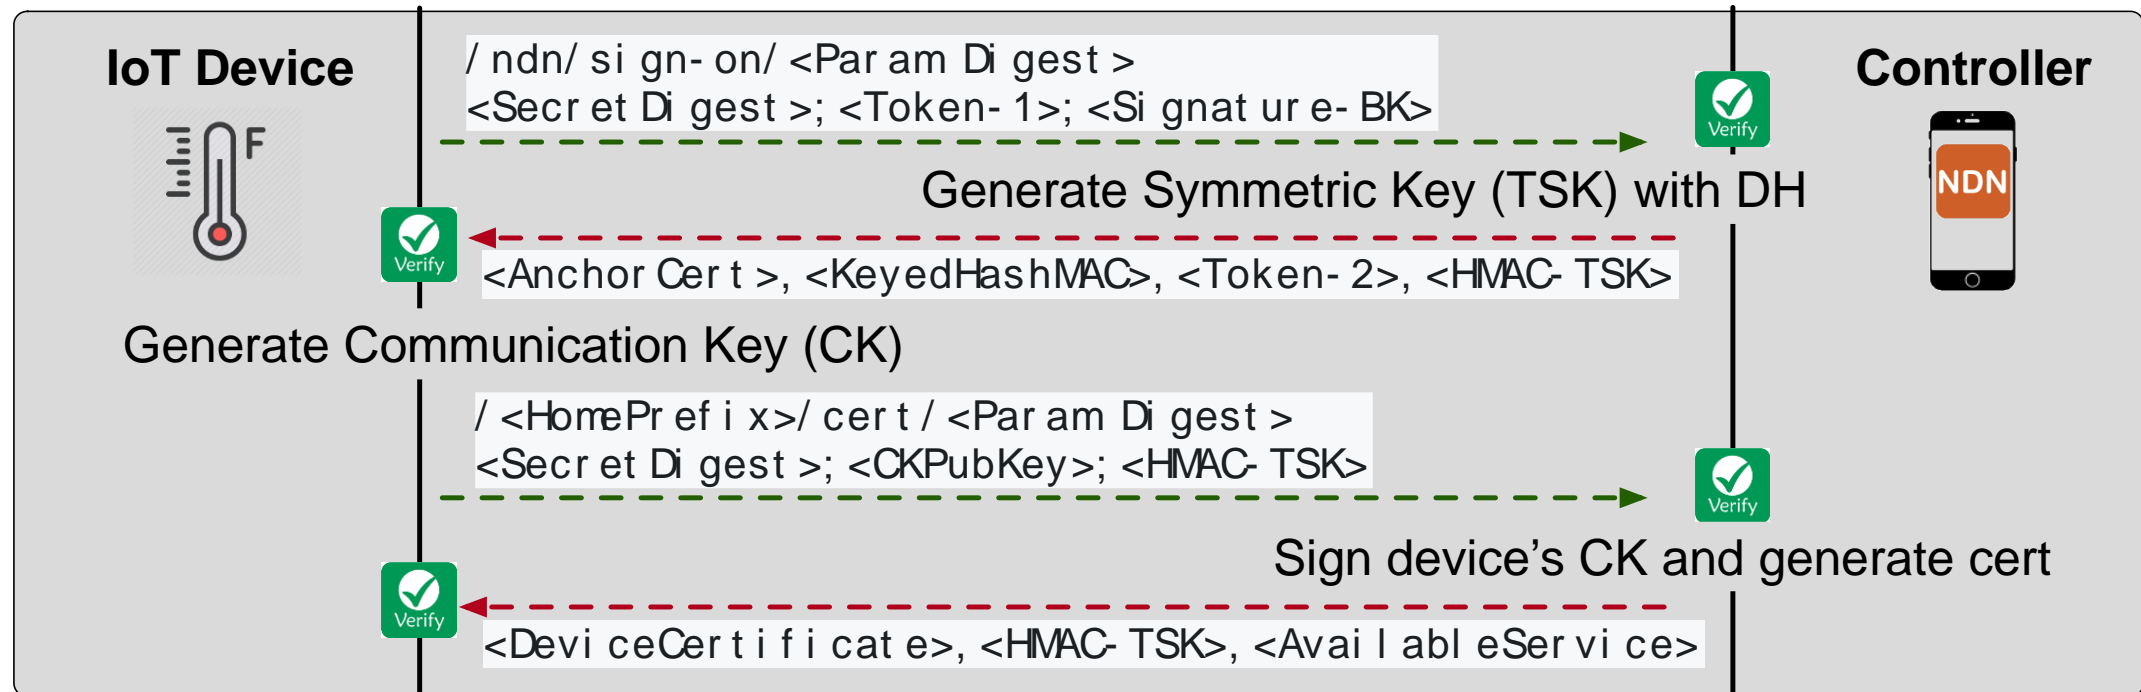 IoT Device
F
/ndn/sign-on/<ParamDigest>
<SecretDigest>; <Token-1>; <Signature-BK>
Verify
Controller
NDN
Generate Symmetric Key (TSK) with DH
Verify
<AnchorCert>, <KeyedHashMAC>, <Token-2>, <HMAC-TSK>
Generate Communication Key (CK)
/<HomePrefix>/cert/<ParamDigest>
<SecretDigest>; <CKPubKey>; <HMAC-TSK>
Verify
Sign device’s CK and generate cert
Verify
<DeviceCertificate>, <HMAC-TSK>, <AvailableService>